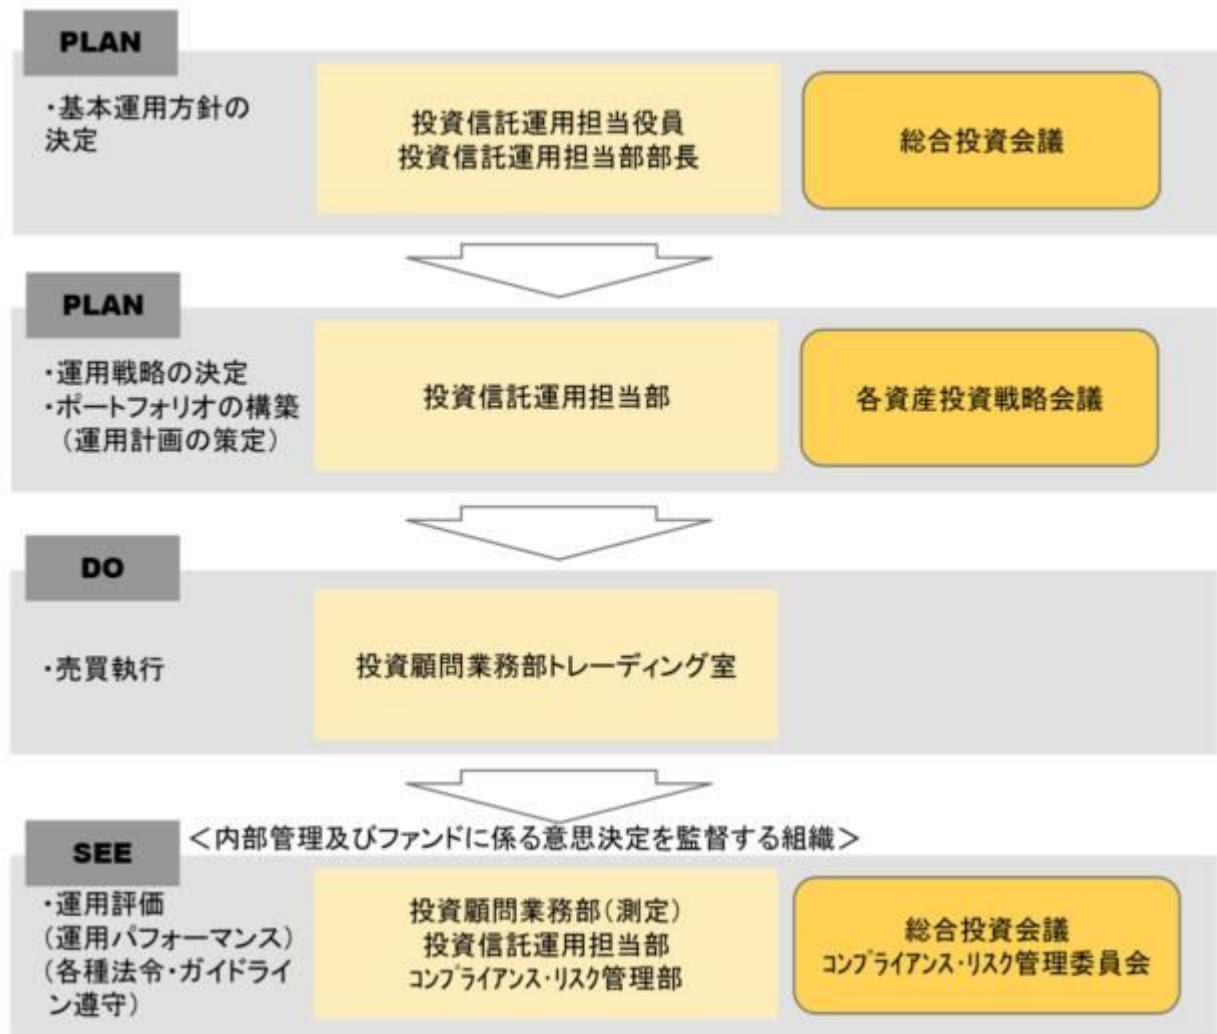 PLAN
・基本運用方針の
決定
投資信託運用担当役員
投資信託運用担当部部長
総合投資会議
PLAN
・運用戦略の決定
・ポートフォリオの構築
(運用計画の策定)
投資信託運用担当部
各資産投資戦略会議
DO
・売買執行
投資顧問業務部トレーディング室
SEE
＜内部管理及びファンドに係る意思決定を監督する組織＞
・運用評価
(運用パフォーマンス)
(各種法令・ガイドライ
ン遵守)
投資顧問業務部(測定)
投資信託運用担当部
ｺﾝﾌﾟライアンス・リスク管理部
総合投資会議
ｺﾝﾌﾟライアンス・リスク管理委員会